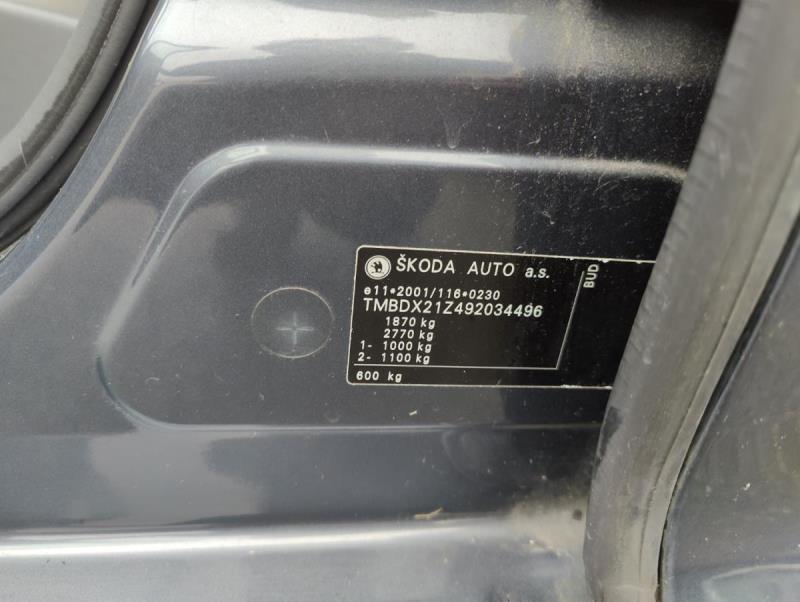 ŠKODA AUTO a.s.
e11*2001/116*0230
TMBDX21Z492034496
1870 kg
2770 kg
1- 1000 kg
2- 1100 kg
600 kg
BUD